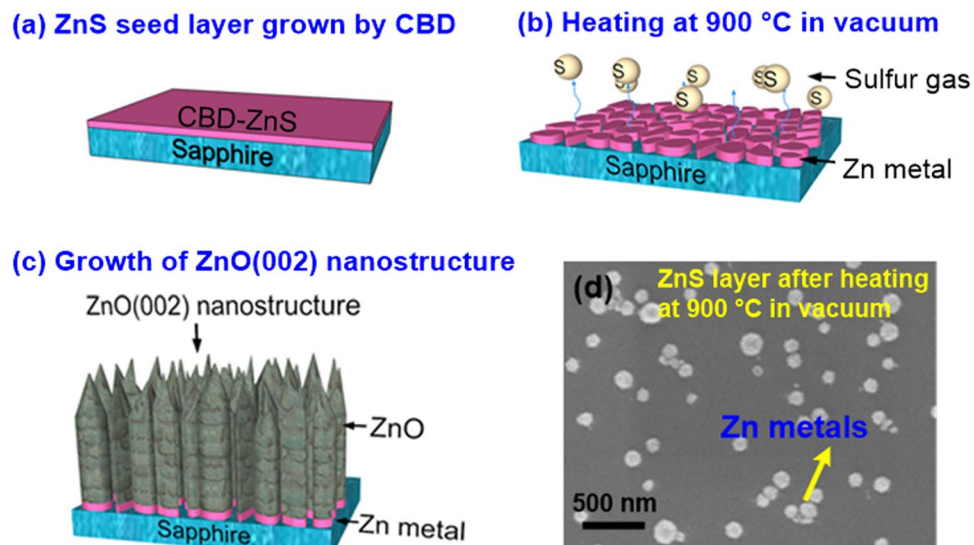 (a) ZnS seed layer grown by CBD
CBD-ZnS
Sapphire
(b) Heating at 900 °C in vacuum
S
S
S
S
S
S
Sulfur gas
Zn metal
Sapphire
(c) Growth of ZnO(002) nanostructure
ZnO(002) nanostructure
ZnO
Zn metal
Sapphire
(d)
ZnS layer after heating
at 900 °C in vacuum
Zn metals
500 nm